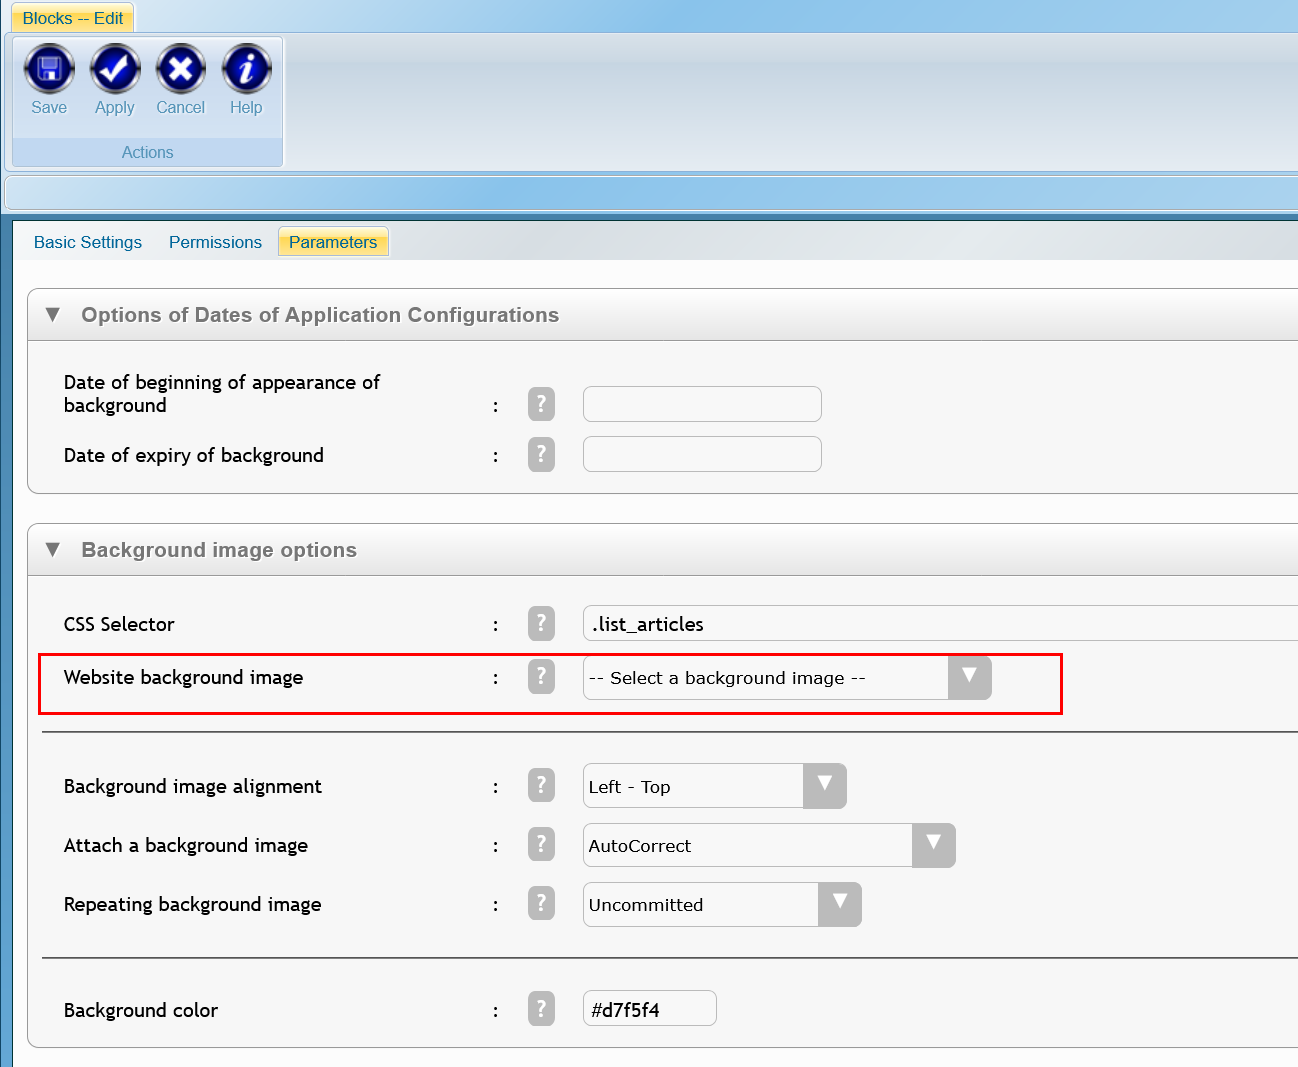 Blocks -- Edit
Save Apply Cancel Help
Actions
Basic Settings Permissions Parameters
▼ Options of Dates of Application Configurations
Date of beginning of appearance of
background : ?
Date of expiry of background : ?
▼ Background image options
CSS Selector : ? .list_articles
Website background image : ? -- Select a background image -- ▼
Background image alignment : ? Left - Top ▼
Attach a background image : ? AutoCorrect ▼
Repeating background image : ? Uncommitted ▼
Background color : ? #d7f5f4